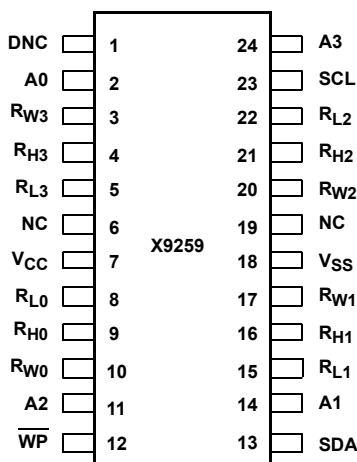 DNC 1 24 A3
A0 2 23 SCL
RW3 3 22 RL2
RH3 4 21 RH2
RL3 5 20 RW2
NC 6 19 NC
X9259
VCC 7 18 VSS
RL0 8 17 RW1
RH0 9 16 RH1
RW0 10 15 RL1
A2 11 14 A1
W̅P̅ 12 13 SDA